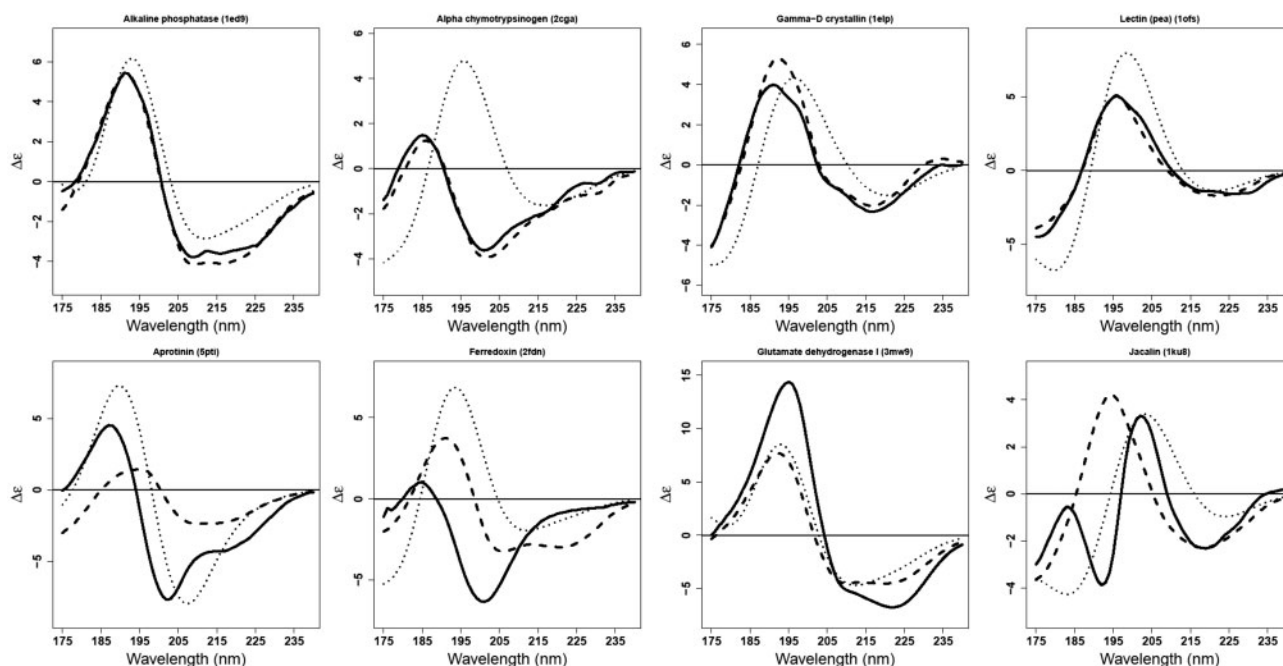 Alkaline phosphatase (1ed9)
Δε
6
4
2
0
−2
−4
175 185 195 205 215 225 235
Wavelength (nm)
Alpha chymotrypsinogen (2cga)
Δε
6
4
2
0
−2
−4
175 185 195 205 215 225 235
Wavelength (nm)
Gamma−D crystallin (1elp)
Δε
6
4
2
0
−2
−4
−6
175 185 195 205 215 225 235
Wavelength (nm)
Lectin (pea) (1ofs)
Δε
5
0
−5
175 185 195 205 215 225 235
Wavelength (nm)
Aprotinin (5pti)
Δε
5
0
−5
175 185 195 205 215 225 235
Wavelength (nm)
Ferredoxin (2fdn)
Δε
5
0
−5
175 185 195 205 215 225 235
Wavelength (nm)
Glutamate dehydrogenase I (3mw9)
Δε
15
10
5
0
−5
175 185 195 205 215 225 235
Wavelength (nm)
Jacalin (1ku8)
Δε
4
2
0
−2
−4
175 185 195 205 215 225 235
Wavelength (nm)